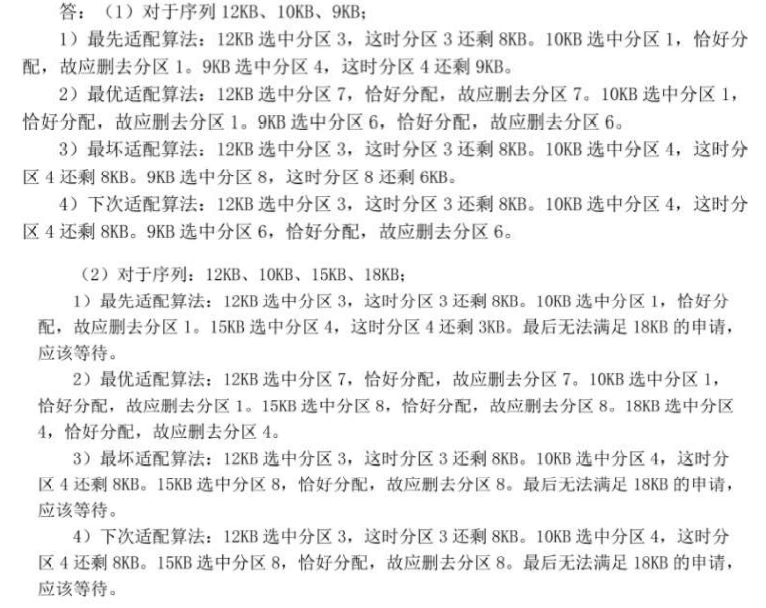 答：（1）对于序列 12KB、10KB、9KB；
1）最先适配算法：12KB 选中分区 3，这时分区 3 还剩 8KB。10KB 选中分区 1，恰好分
配，故应删去分区 1。9KB 选中分区 4，这时分区 4 还剩 9KB。
2）最优适配算法：12KB 选中分区 7，恰好分配，故应删去分区 7。10KB 选中分区 1，
恰好分配，故应删去分区 1。9KB 选中分区 6，恰好分配，故应删去分区 6。
3）最坏适配算法：12KB 选中分区 3，这时分区 3 还剩 8KB。10KB 选中分区 4，这时分
区 4 还剩 8KB。9KB 选中分区 8，这时分区 8 还剩 6KB。
4）下次适配算法：12KB 选中分区 3，这时分区 3 还剩 8KB。10KB 选中分区 4，这时分
区 4 还剩 8KB。9KB 选中分区 6，恰好分配，故应删去分区 6。
（2）对于序列：12KB、10KB、15KB、18KB；
1）最先适配算法：12KB 选中分区 3，这时分区 3 还剩 8KB。10KB 选中分区 1，恰好分
配，故应删去分区 1。15KB 选中分区 4，这时分区 4 还剩 3KB。最后无法满足 18KB 的申请，
应该等待。
2）最优适配算法：12KB 选中分区 7，恰好分配，故应删去分区 7。10KB 选中分区 1，
恰好分配，故应删去分区 1。15KB 选中分区 8，恰好分配，故应删去分区 8。18KB 选中分区
4，恰好分配，故应删去分区 4。
3）最坏适配算法：12KB 选中分区 3，这时分区 3 还剩 8KB。10KB 选中分区 4，这时分
区 4 还剩 8KB。15KB 选中分区 8，恰好分配，故应删去分区 8。最后无法满足 18KB 的申请，
应该等待。
4）下次适配算法：12KB 选中分区 3，这时分区 3 还剩 8KB。10KB 选中分区 4，这时分
区 4 还剩 8KB。15KB 选中分区 8，恰好分配，故应删去分区 8。最后无法满足 18KB 的申请，
应该等待。